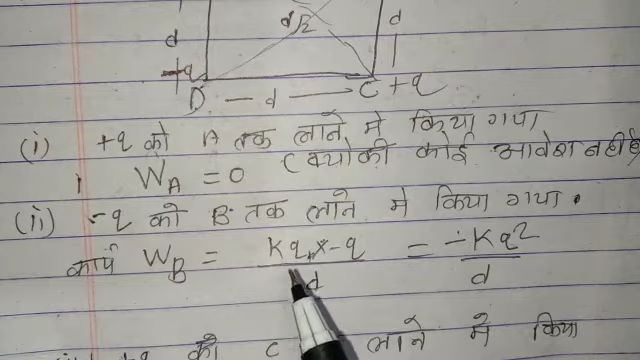 d√2
d
d
+q
D — d → C +q
(i) +q को A तक लाने में किया गया
W_A = 0 (क्योकी कोई आवेश नही है
(ii) -q को B तक लाने में किया गया.
कार्य W_B = Kq×-q / d = -Kq² / d
+q को C लाने में किया